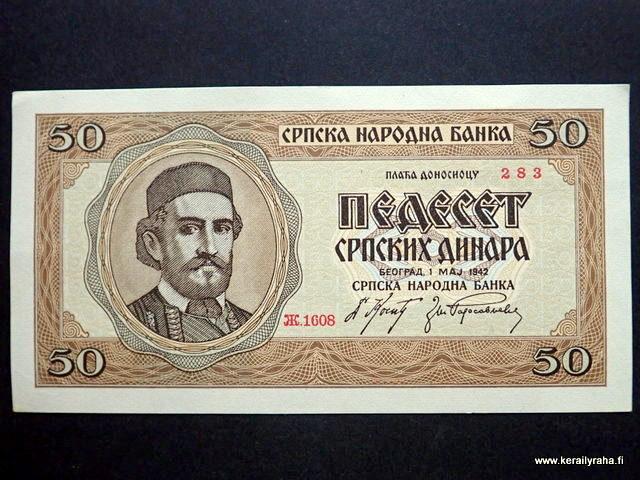 50 СРПСКА НАРОДНА БАНКА 50
ПЛАЋА ДОНОСИОЦУ 283
ПЕДЕСЕТ
СРПСКИХ ДИНАРА
БЕОГРАД, 1 МАЈ 1942
СРПСКА НАРОДНА БАНКА
Ж.1608
50 50
www.kerailyraha.fi